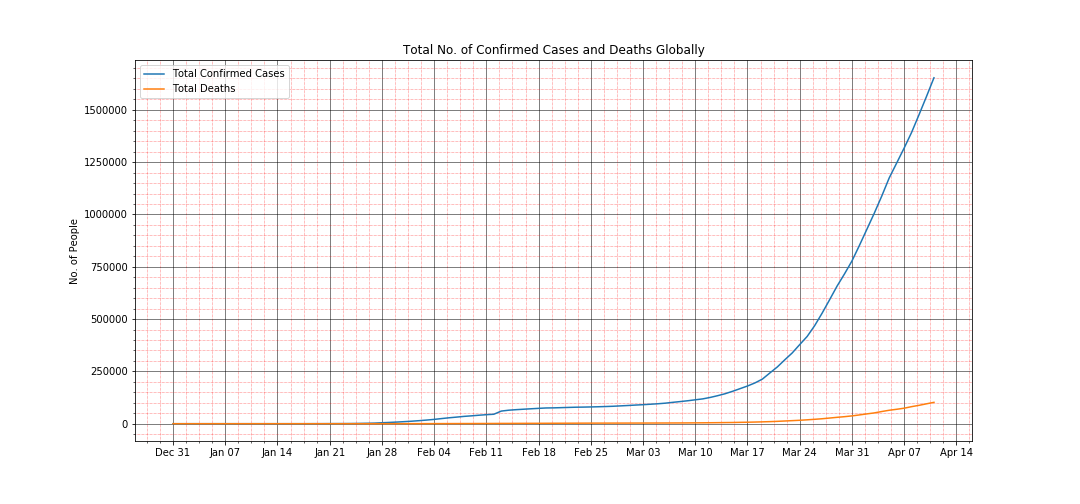 Total No. of Confirmed Cases and Deaths Globally
Total Confirmed Cases
Total Deaths
1500000
1250000
1000000
750000
500000
250000
0
No. of People
Dec 31 Jan 07 Jan 14 Jan 21 Jan 28 Feb 04 Feb 11 Feb 18 Feb 25 Mar 03 Mar 10 Mar 17 Mar 24 Mar 31 Apr 07 Apr 14